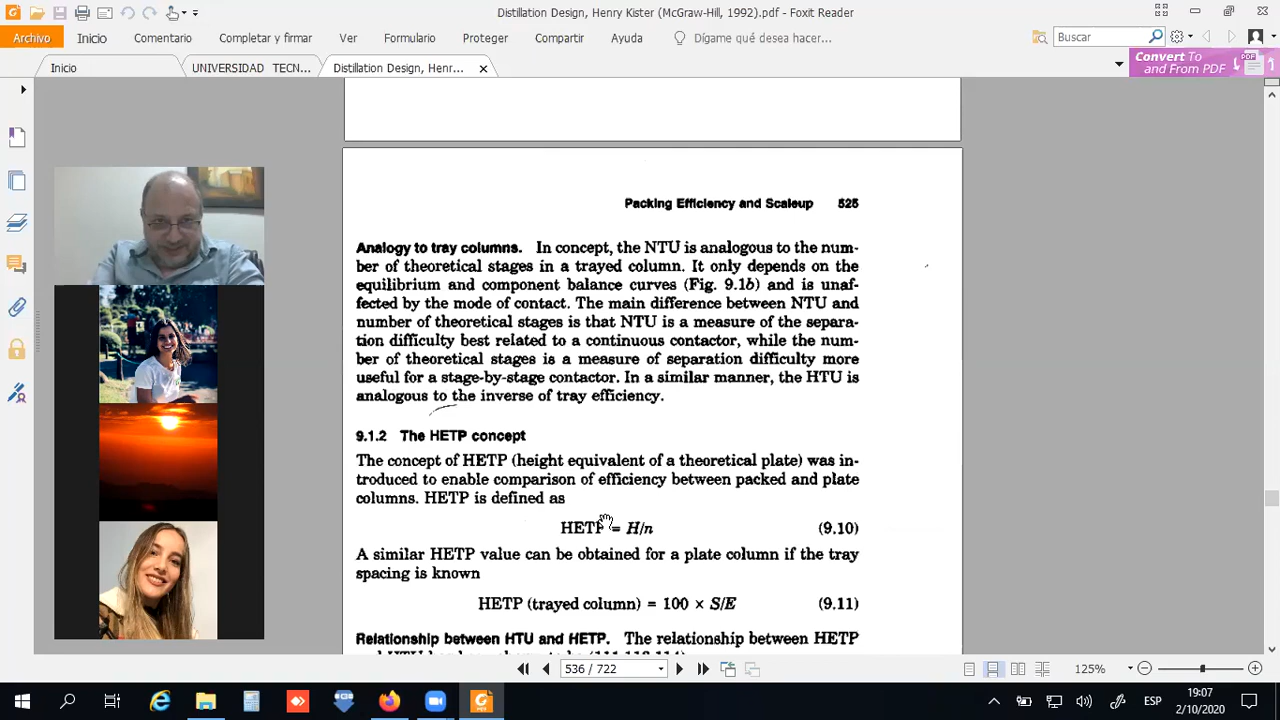 Distillation Design, Henry Kister (McGraw-Hill, 1992).pdf - Foxit Reader
Archivo Inicio Comentario Completar y firmar Ver Formulario Proteger Compartir Ayuda Dígame qué desea hacer... Buscar
Inicio UNIVERSIDAD TECN... Distillation Design, Henr...
Convert To
and From PDF
PDF
Packing Efficiency and Scaleup 525
Analogy to tray columns. In concept, the NTU is analogous to the num-
ber of theoretical stages in a trayed column. It only depends on the
equilibrium and component balance curves (Fig. 9.1b) and is unaf-
fected by the mode of contact. The main difference between NTU and
number of theoretical stages is that NTU is a measure of the separa-
tion difficulty best related to a continuous contactor, while the num-
ber of theoretical stages is a measure of separation difficulty more
useful for a stage-by-stage contactor. In a similar manner, the HTU is
analogous to the inverse of tray efficiency.
9.1.2 The HETP concept
The concept of HETP (height equivalent of a theoretical plate) was in-
troduced to enable comparison of efficiency between packed and plate
columns. HETP is defined as
HETP = H/n (9.10)
A similar HETP value can be obtained for a plate column if the tray
spacing is known
HETP (trayed column) = 100 × S/E (9.11)
Relationship between HTU and HETP. The relationship between HETP
536 / 722 125%
ESP 19:07
2/10/2020